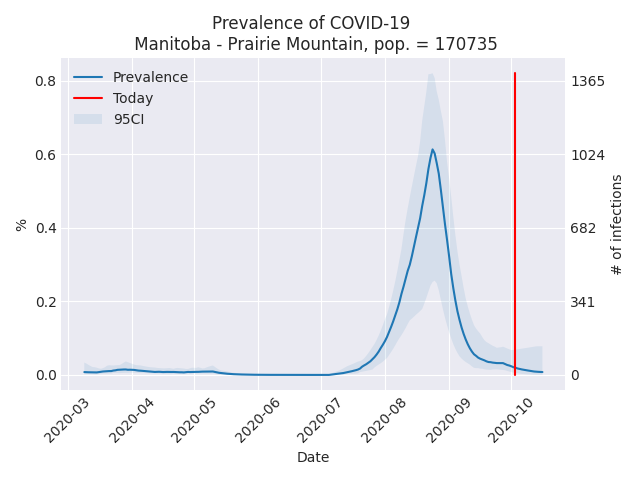 Prevalence of COVID-19
Manitoba - Prairie Mountain, pop. = 170735
Prevalence
Today
95CI
0.8
0.6
0.4
0.2
0.0
%
1365
1024
682
341
0
# of infections
2020-03
2020-04
2020-05
2020-06
2020-07
2020-08
2020-09
2020-10
Date